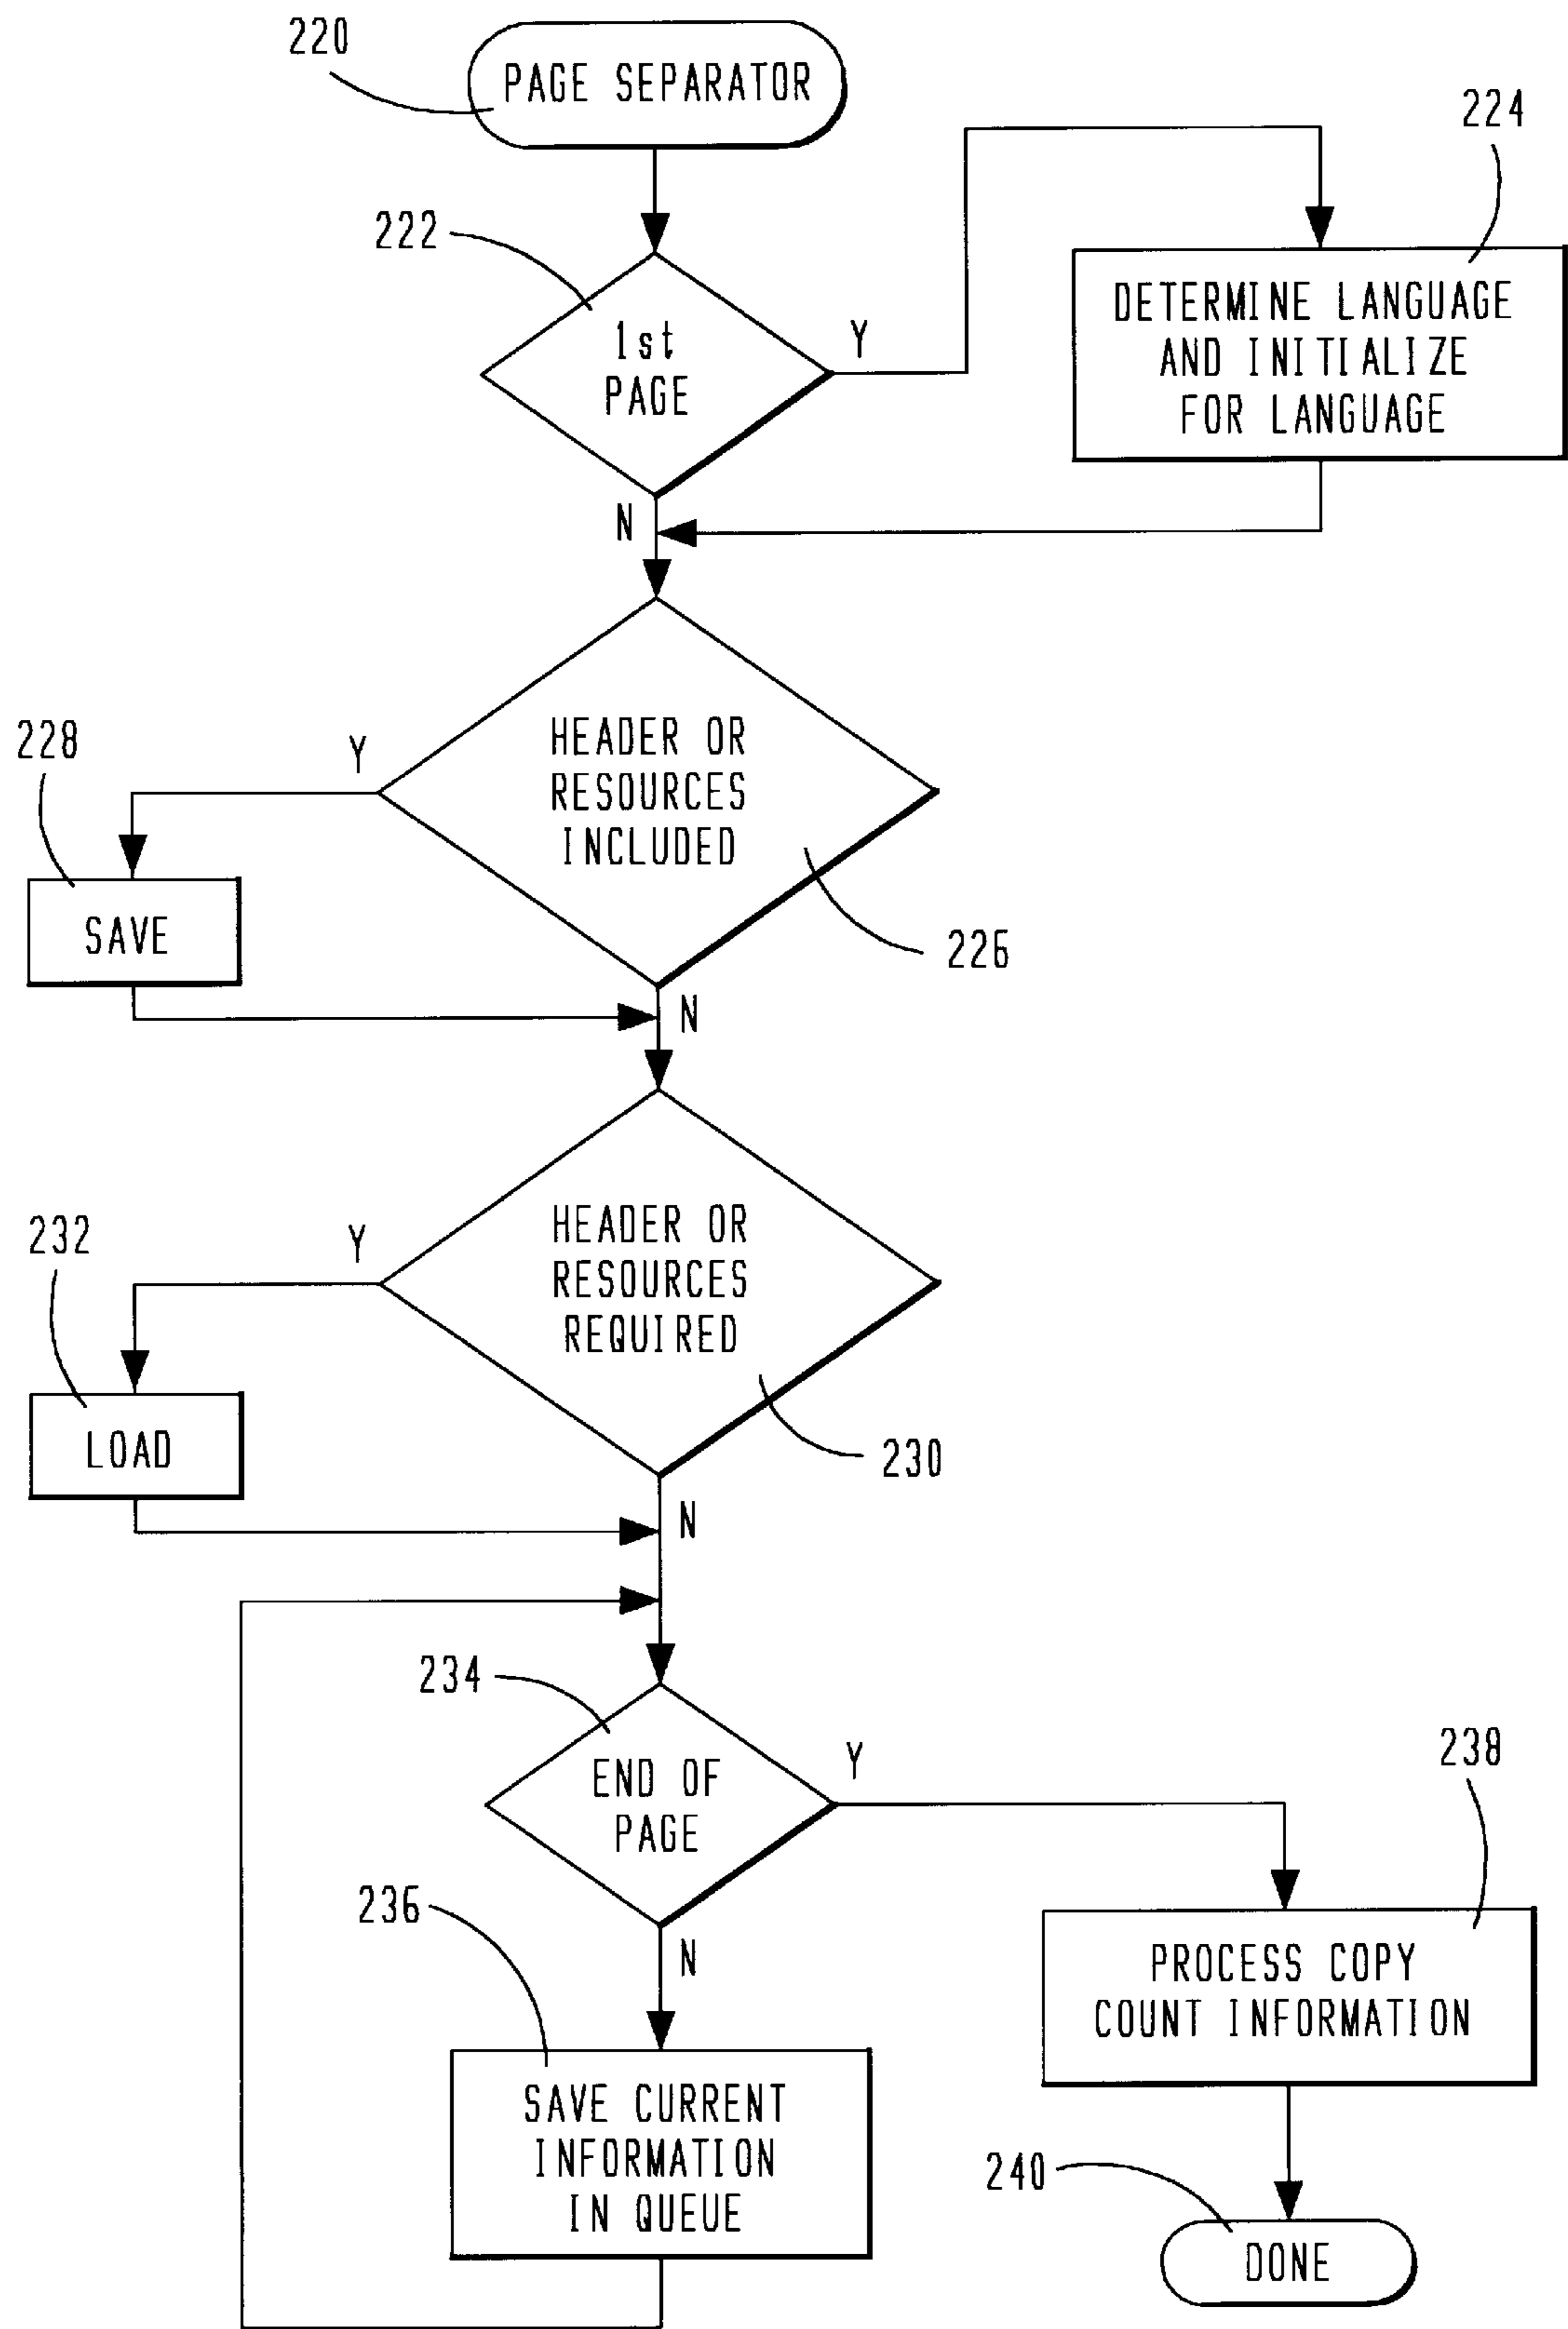 220
PAGE SEPARATOR
224
222
1st
PAGE
Y
DETERMINE LANGUAGE
AND INITIALIZE
FOR LANGUAGE
N
228
Y
HEADER OR
RESOURCES
INCLUDED
SAVE
226
N
232
Y
HEADER OR
RESOURCES
REQUIRED
LOAD
230
N
234
END OF
PAGE
Y
238
236
N
PROCESS COPY
COUNT INFORMATION
SAVE CURRENT
INFORMATION
IN QUEUE
240
DONE